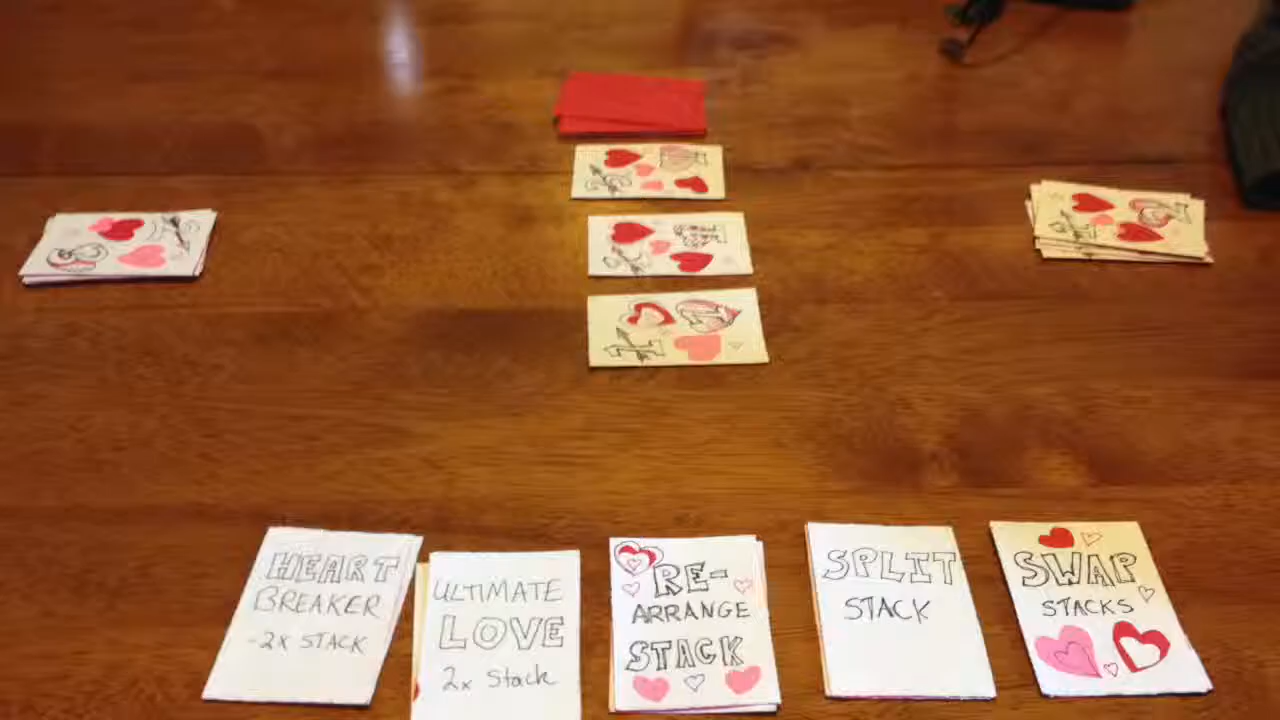 HEART
BREAKER
-2x STACK
ULTIMATE
LOVE
2x Stack
RE-
ARRANGE
STACK
SPLIT
STACK
SWAP
STACKS